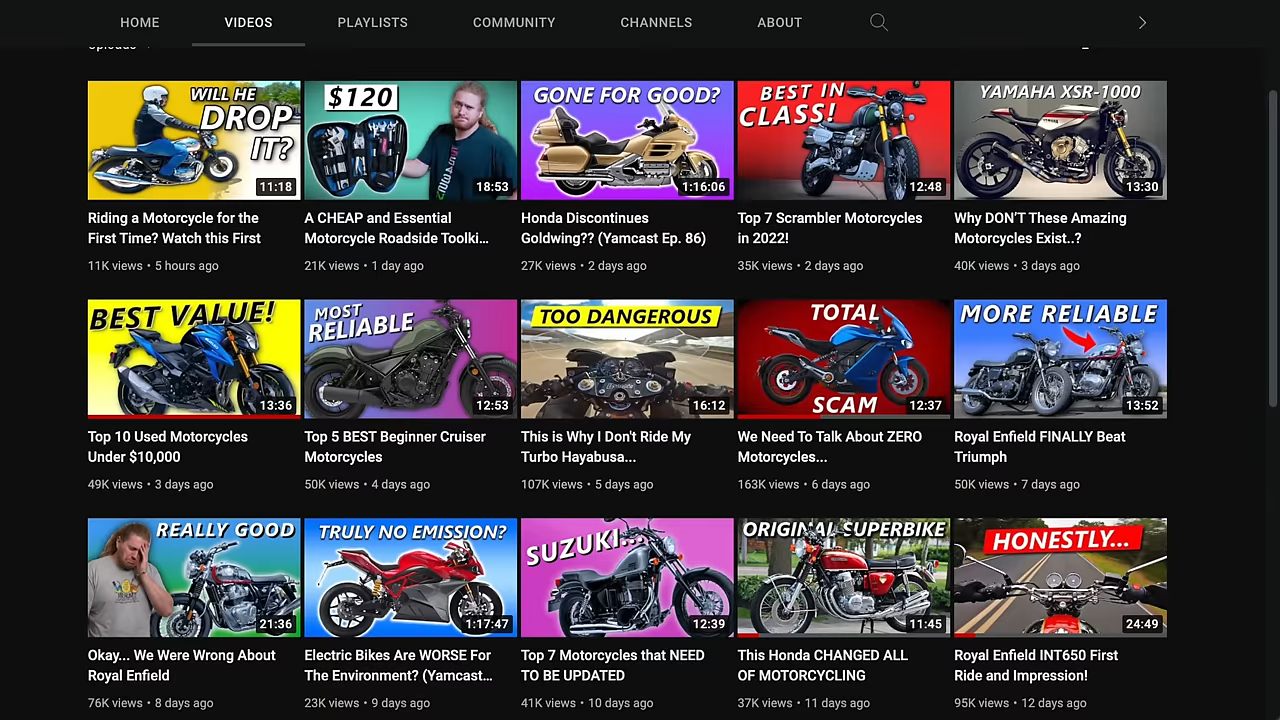 HOME VIDEOS PLAYLISTS COMMUNITY CHANNELS ABOUT
Uploads
WILL HE
DROP
IT?
11:18
$120
18:53
GONE FOR GOOD?
1:16:06
BEST IN
CLASS!
12:48
YAMAHA XSR-1000
13:30
Riding a Motorcycle for the
First Time? Watch this First
11K views • 5 hours ago
A CHEAP and Essential
Motorcycle Roadside Toolki...
21K views • 1 day ago
Honda Discontinues
Goldwing?? (Yamcast Ep. 86)
27K views • 2 days ago
Top 7 Scrambler Motorcycles
in 2022!
35K views • 2 days ago
Why DON'T These Amazing
Motorcycles Exist..?
40K views • 3 days ago
BEST VALUE!
13:36
MOST
RELIABLE
12:53
TOO DANGEROUS
16:12
TOTAL
SCAM
12:37
MORE RELIABLE
13:52
Top 10 Used Motorcycles
Under $10,000
49K views • 3 days ago
Top 5 BEST Beginner Cruiser
Motorcycles
50K views • 4 days ago
This is Why I Don't Ride My
Turbo Hayabusa...
107K views • 5 days ago
We Need To Talk About ZERO
Motorcycles...
163K views • 6 days ago
Royal Enfield FINALLY Beat
Triumph
50K views • 7 days ago
REALLY GOOD
21:36
TRULY NO EMISSION?
1:17:47
SUZUKI...
12:39
ORIGINAL SUPERBIKE
11:45
HONESTLY...
24:49
Okay... We Were Wrong About
Royal Enfield
76K views • 8 days ago
Electric Bikes Are WORSE For
The Environment? (Yamcast...
23K views • 9 days ago
Top 7 Motorcycles that NEED
TO BE UPDATED
41K views • 10 days ago
This Honda CHANGED ALL
OF MOTORCYCLING
37K views • 11 days ago
Royal Enfield INT650 First
Ride and Impression!
95K views • 12 days ago